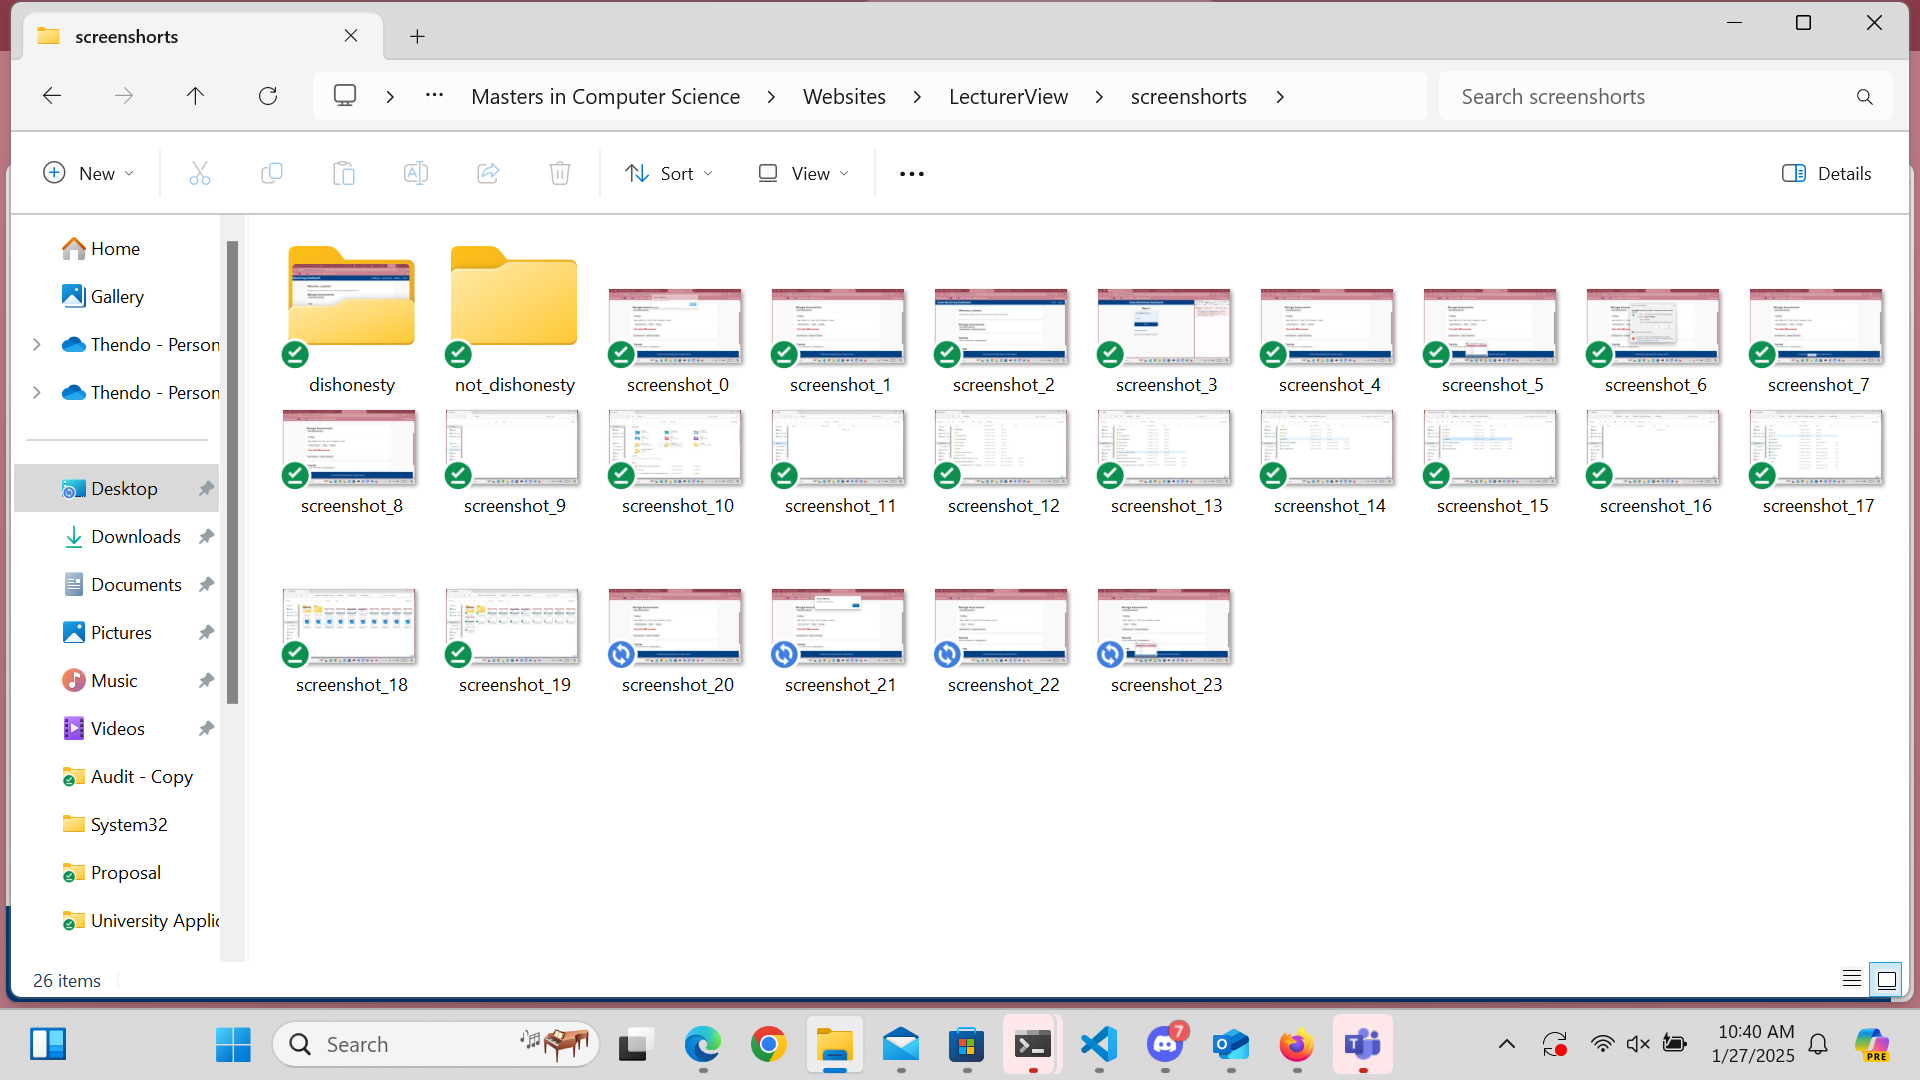 screenshorts
Masters in Computer Science
Websites
LecturerView
screenshorts
Search screenshorts
New
Sort
View
Details
Home
Gallery
Thendo - Person
Thendo - Person
Desktop
Downloads
Documents
Pictures
Music
Videos
Audit - Copy
System32
Proposal
University Applic
dishonesty
not_dishonesty
screenshot_0
screenshot_1
screenshot_2
screenshot_3
screenshot_4
screenshot_5
screenshot_6
screenshot_7
screenshot_8
screenshot_9
screenshot_10
screenshot_11
screenshot_12
screenshot_13
screenshot_14
screenshot_15
screenshot_16
screenshot_17
screenshot_18
screenshot_19
screenshot_20
screenshot_21
screenshot_22
screenshot_23
26 items
Search
7
10:40 AM
1/27/2025
PRE